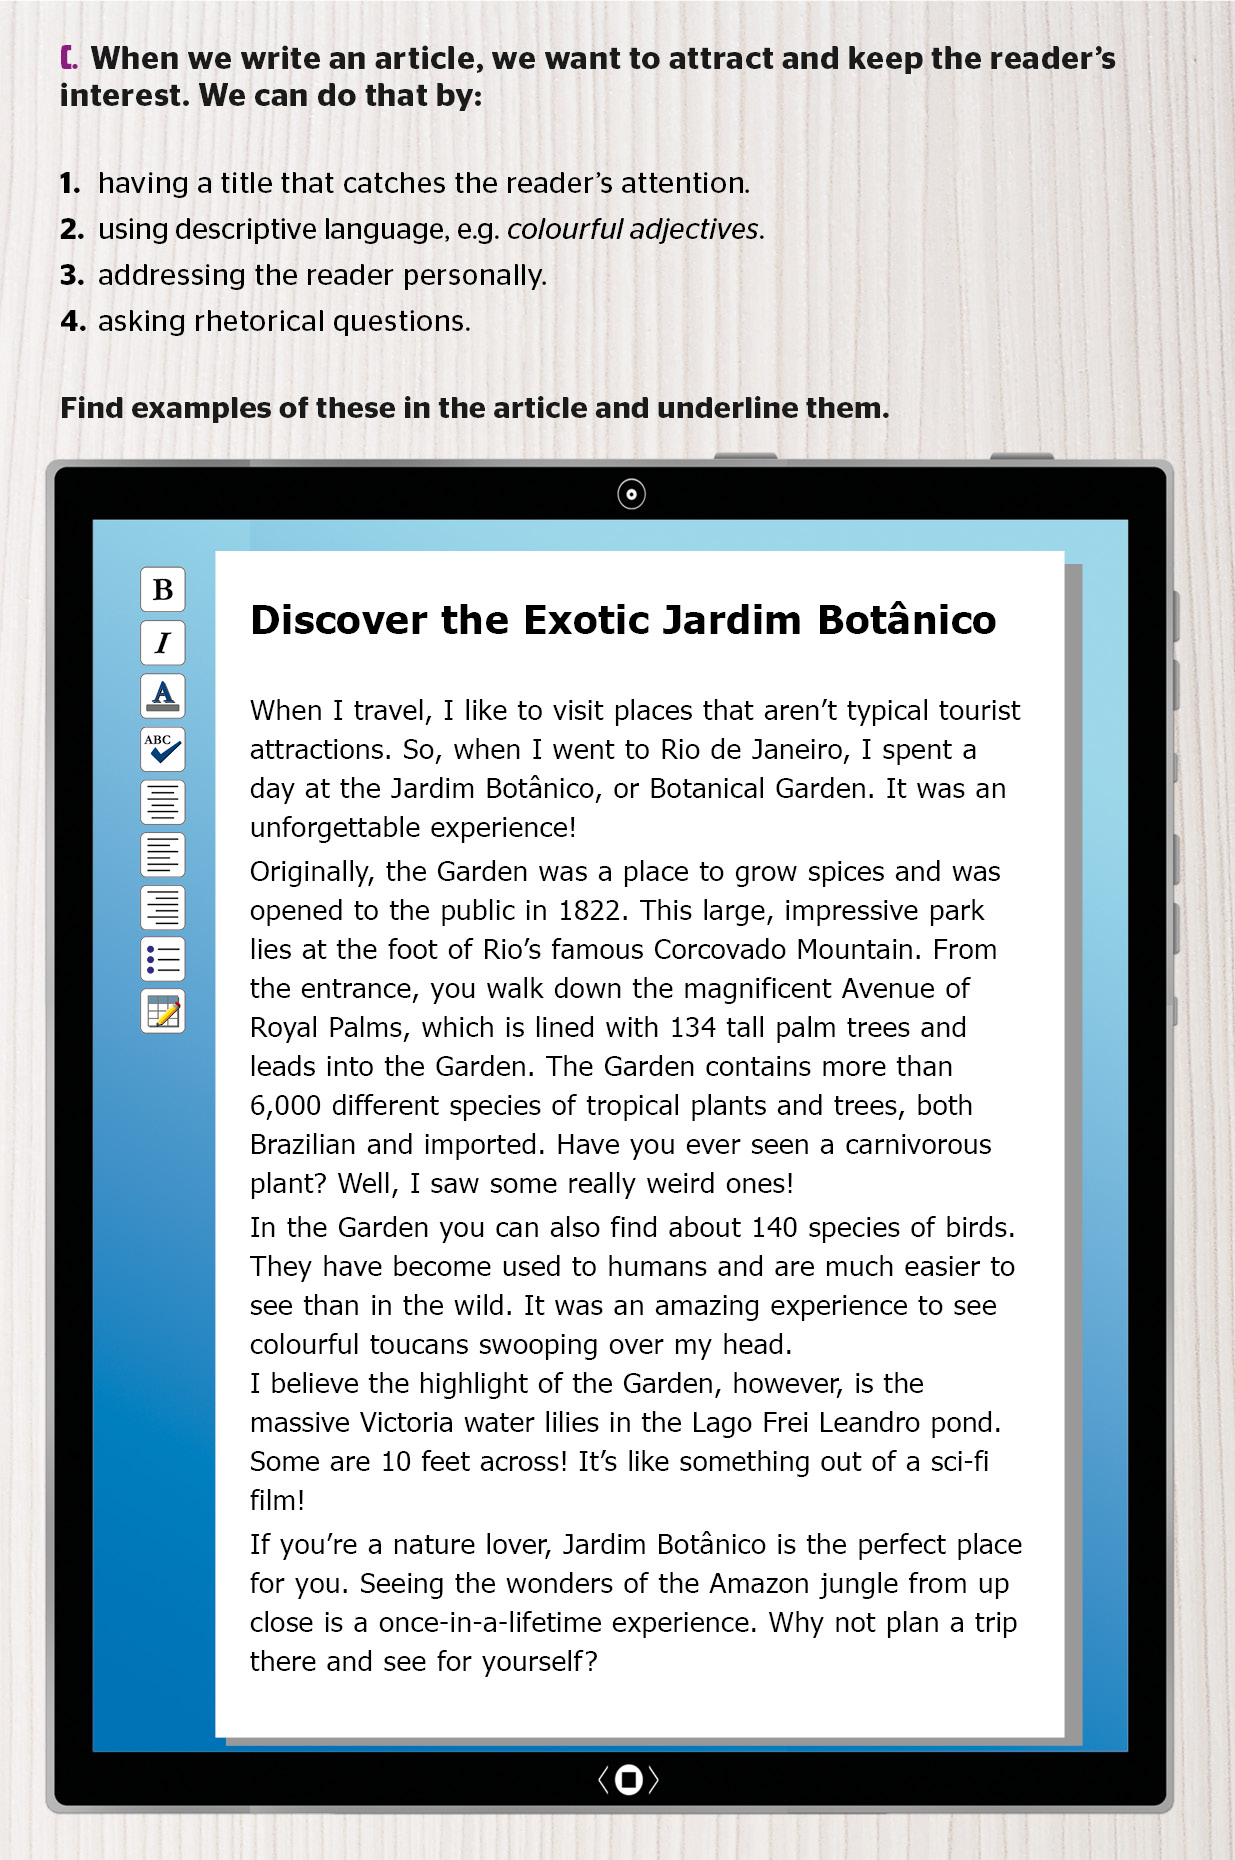 C. When we write an article, we want to attract and keep the reader’s
interest. We can do that by:
1. having a title that catches the reader’s attention.
2. using descriptive language, e.g. colourful adjectives.
3. addressing the reader personally.
4. asking rhetorical questions.
Find examples of these in the article and underline them.
B
I
A
ABC
Discover the Exotic Jardim Botânico
When I travel, I like to visit places that aren’t typical tourist
attractions. So, when I went to Rio de Janeiro, I spent a
day at the Jardim Botânico, or Botanical Garden. It was an
unforgettable experience!
Originally, the Garden was a place to grow spices and was
opened to the public in 1822. This large, impressive park
lies at the foot of Rio’s famous Corcovado Mountain. From
the entrance, you walk down the magnificent Avenue of
Royal Palms, which is lined with 134 tall palm trees and
leads into the Garden. The Garden contains more than
6,000 different species of tropical plants and trees, both
Brazilian and imported. Have you ever seen a carnivorous
plant? Well, I saw some really weird ones!
In the Garden you can also find about 140 species of birds.
They have become used to humans and are much easier to
see than in the wild. It was an amazing experience to see
colourful toucans swooping over my head.
I believe the highlight of the Garden, however, is the
massive Victoria water lilies in the Lago Frei Leandro pond.
Some are 10 feet across! It’s like something out of a sci-fi
film!
If you’re a nature lover, Jardim Botânico is the perfect place
for you. Seeing the wonders of the Amazon jungle from up
close is a once-in-a-lifetime experience. Why not plan a trip
there and see for yourself?